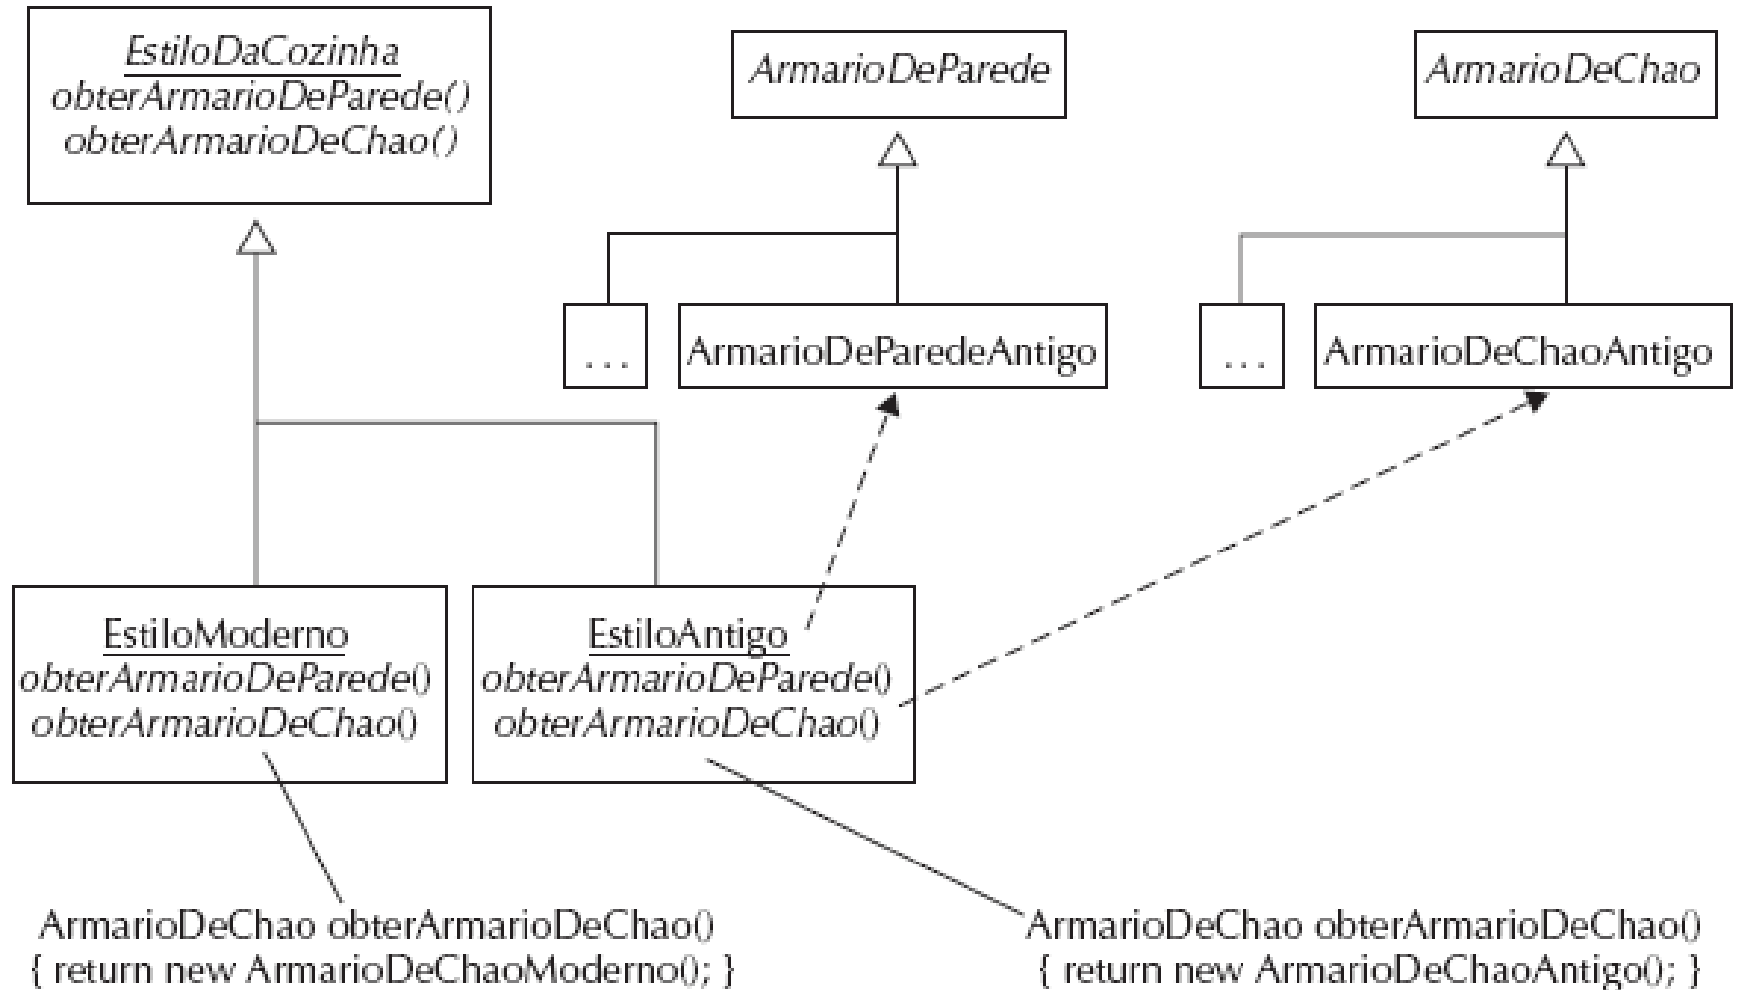 EstiloDaCozinha
obterArmarioDeParede()
obterArmarioDeChao()
ArmarioDeParede
ArmarioDeChao
...
ArmarioDeParedeAntigo
...
ArmarioDeChaoAntigo
EstiloModerno
obterArmarioDeParede()
obterArmarioDeChao()
EstiloAntigo
obterArmarioDeParede()
obterArmarioDeChao()
ArmarioDeChao obterArmarioDeChao()
{ return new ArmarioDeChaoModerno(); }
ArmarioDeChao obterArmarioDeChao()
{ return new ArmarioDeChaoAntigo(); }